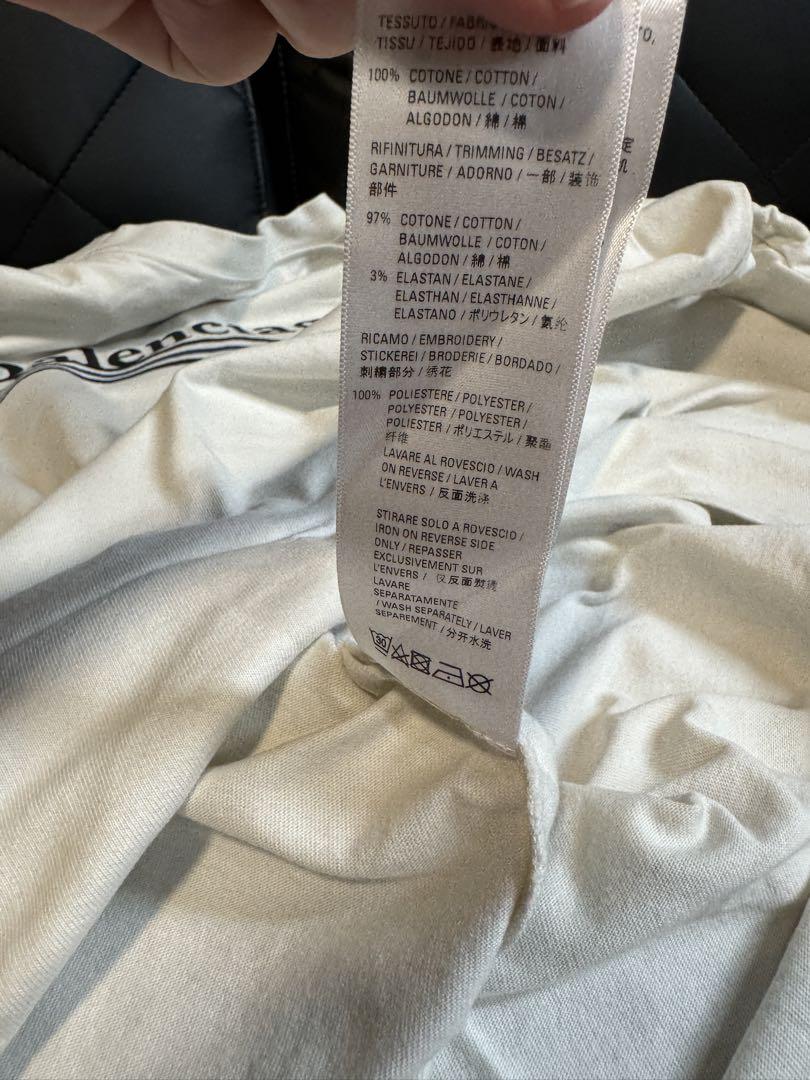 TESSUTO / FABRIC
TISSU / TEJIDO / 表地 / 面料
100% COTONE / COTTON /
BAUMWOLLE / COTON /
ALGODON / 綿 / 棉
RIFINITURA / TRIMMING / BESATZ /
GARNITURE / ADORNO / 一部 / 装饰
部件
97% COTONE / COTTON /
BAUMWOLLE / COTON /
ALGODON / 綿 / 棉
3% ELASTAN / ELASTANE /
ELASTHAN / ELASTHANNE /
ELASTANO / ポリウレタン / 氨纶
RICAMO / EMBROIDERY /
STICKEREI / BRODERIE / BORDADO /
刺繍部分 / 绣花
100% POLIESTERE / POLYESTER /
POLYESTER / POLYESTER /
POLIESTER / ポリエステル / 聚酯
纤维
LAVARE AL ROVESCIO / WASH
ON REVERSE / LAVER A
L'ENVERS / 反面洗涤
STIRARE SOLO A ROVESCIO /
IRON ON REVERSE SIDE
ONLY / REPASSER
EXCLUSIVEMENT SUR
L'ENVERS / 仅反面熨烫
LAVARE
SEPARATAMENTE
/ WASH SEPARATELY / LAVER
SEPAREMENT / 分开水洗
30
TO,
定
机
Balenciaga